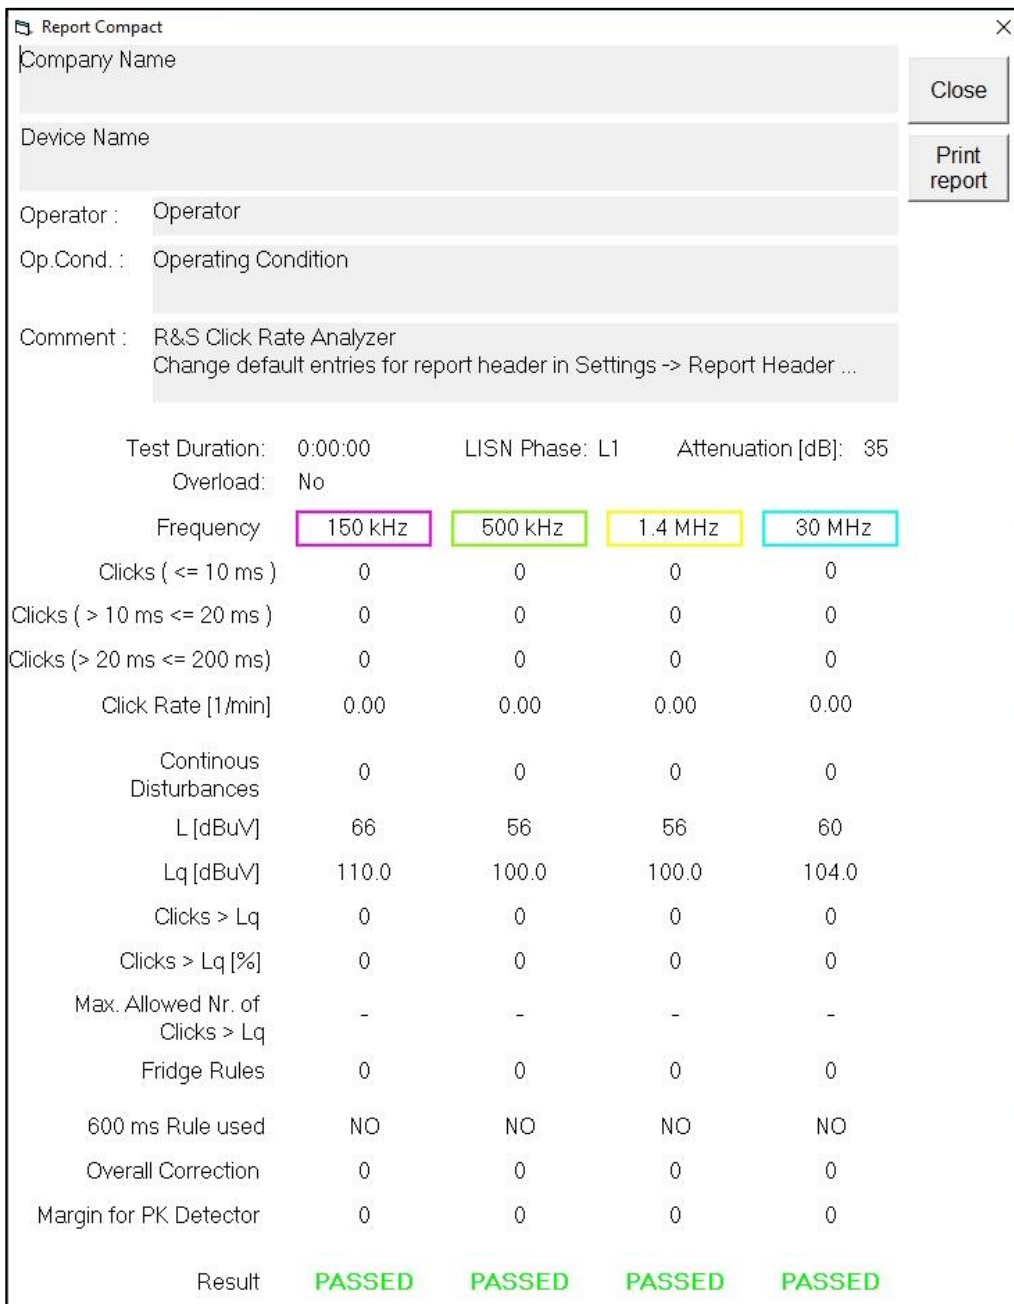 Report Compact
Company Name
Close
Device Name
Print
report
Operator : Operator
Op.Cond. : Operating Condition
Comment : R&S Click Rate Analyzer
Change default entries for report header in Settings -> Report Header ...
Test Duration: 0:00:00 LISN Phase: L1 Attenuation [dB]: 35
Overload: No
Frequency 150 kHz 500 kHz 1.4 MHz 30 MHz
Clicks ( <= 10 ms ) 0 0 0 0
Clicks ( > 10 ms <= 20 ms ) 0 0 0 0
Clicks (> 20 ms <= 200 ms) 0 0 0 0
Click Rate [1/min] 0.00 0.00 0.00 0.00
Continous
Disturbances 0 0 0 0
L [dBuV] 66 56 56 60
Lq [dBuV] 110.0 100.0 100.0 104.0
Clicks > Lq 0 0 0 0
Clicks > Lq [%] 0 0 0 0
Max. Allowed Nr. of
Clicks > Lq - - - -
Fridge Rules 0 0 0 0
600 ms Rule used NO NO NO NO
Overall Correction 0 0 0 0
Margin for PK Detector 0 0 0 0
Result PASSED PASSED PASSED PASSED